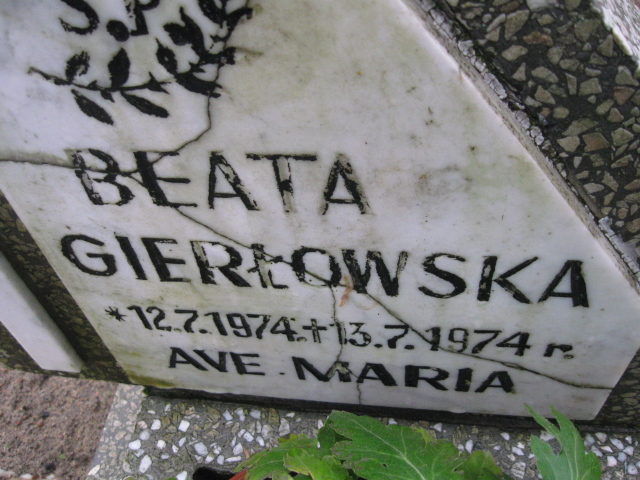 S.P.
BEATA
GIERŁOWSKA
*12.7.1974.+13.7.1974 r.
AVE MARIA